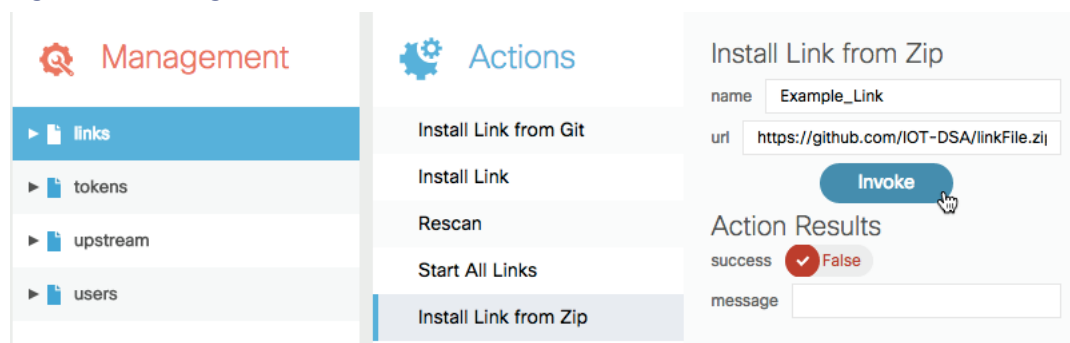 Management
links
tokens
upstream
users
Actions
Install Link from Git
Install Link
Rescan
Start All Links
Install Link from Zip
Install Link from Zip
name Example_Link
url https://github.com/IOT-DSA/linkFile.zi
Invoke
Action Results
success False
message